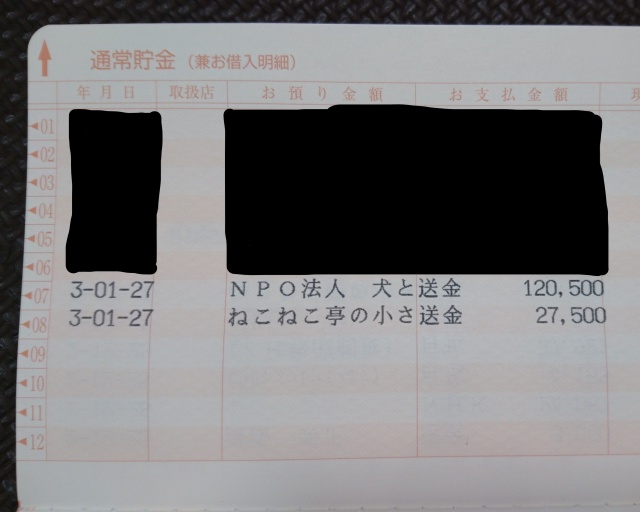 通常貯金(兼お借入明細)
年月日 取扱店 お預り金額 お支払金額 現
◀01
◀02
◀03
◀04
◀05
◀06
◀07 3-01-27 NPO法人 犬と送金 120,500
◀08 3-01-27 ねこねこ亭の小さ送金 27,500
◀09
◀10
◀11
◀12